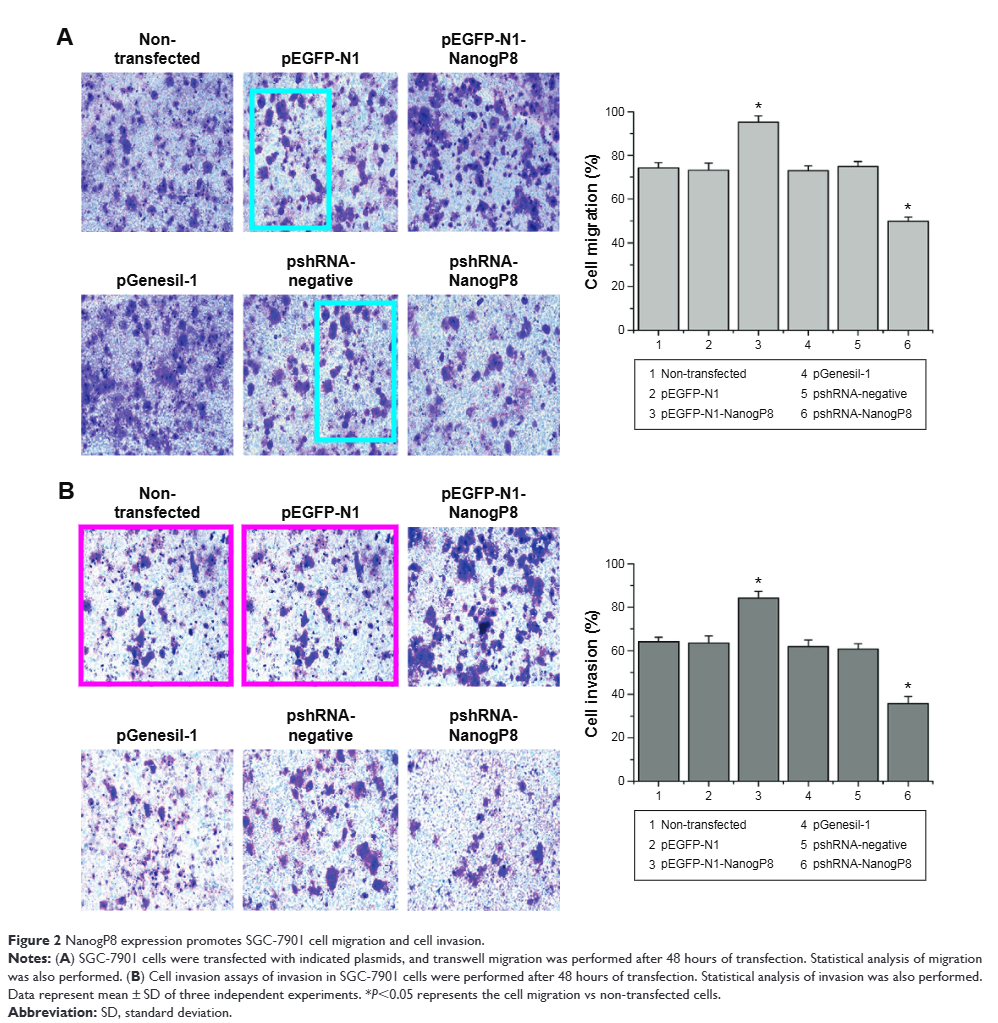 A
Non-
transfected
pEGFP-N1
pEGFP-N1-
NanogP8
pGenesil-1
pshRNA-
negative
pshRNA-
NanogP8
Cell migration (%)
100
80
60
40
20
0
*
*
1 2 3 4 5 6
1 Non-transfected 4 pGenesil-1
2 pEGFP-N1 5 pshRNA-negative
3 pEGFP-N1-NanogP8 6 pshRNA-NanogP8
B
Non-
transfected
pEGFP-N1
pEGFP-N1-
NanogP8
pGenesil-1
pshRNA-
negative
pshRNA-
NanogP8
Cell invasion (%)
100
80
60
40
20
0
*
*
1 2 3 4 5 6
1 Non-transfected 4 pGenesil-1
2 pEGFP-N1 5 pshRNA-negative
3 pEGFP-N1-NanogP8 6 pshRNA-NanogP8
Figure 2 NanogP8 expression promotes SGC-7901 cell migration and cell invasion.
Notes: (A) SGC-7901 cells were transfected with indicated plasmids, and transwell migration was performed after 48 hours of transfection. Statistical analysis of migration
was also performed. (B) Cell invasion assays of invasion in SGC-7901 cells were performed after 48 hours of transfection. Statistical analysis of invasion was also performed.
Data represent mean ± SD of three independent experiments. *P<0.05 represents the cell migration vs non-transfected cells.
Abbreviation: SD, standard deviation.